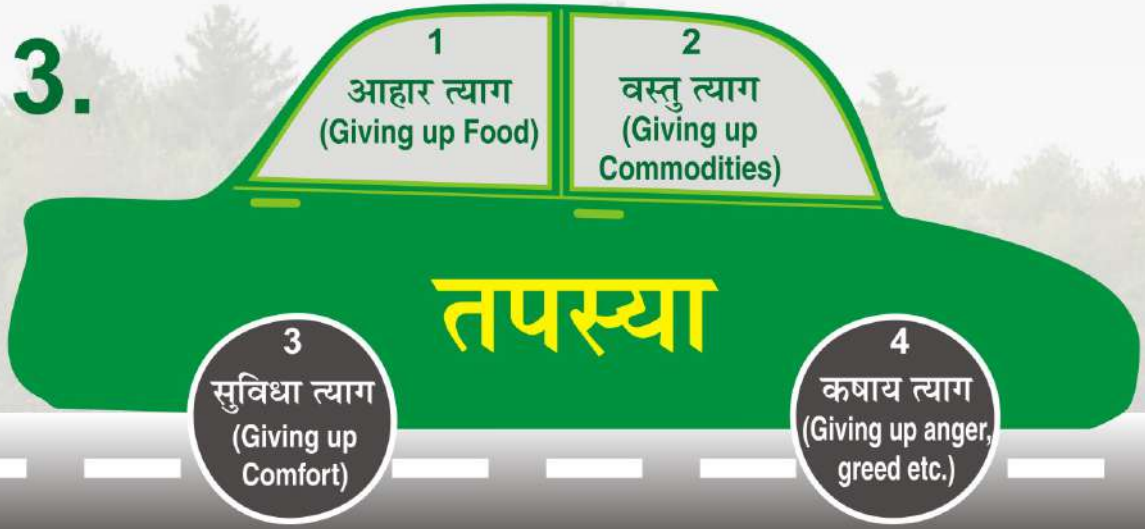 3.
1
आहार त्याग
(Giving up Food)
2
वस्तु त्याग
(Giving up
Commodities)
तपस्या
3
सुविधा त्याग
(Giving up
Comfort)
4
कषाय त्याग
(Giving up anger,
greed etc.)